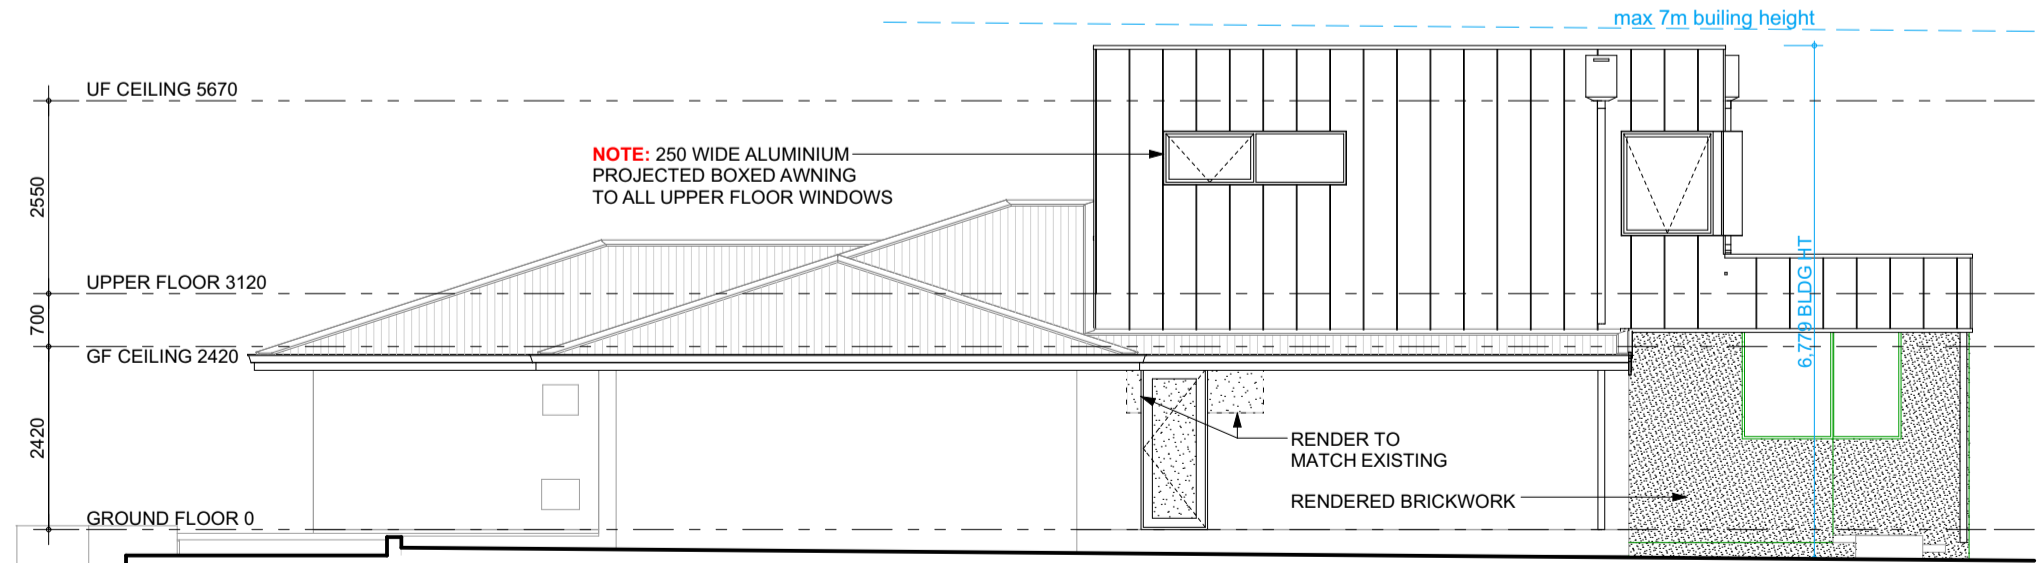 max 7m builing height
UF CEILING 5670
NOTE: 250 WIDE ALUMINIUM
PROJECTED BOXED AWNING
TO ALL UPPER FLOOR WINDOWS
2550
UPPER FLOOR 3120
700
GF CEILING 2420
6,779 BLDG HT
2420
RENDER TO
MATCH EXISTING
RENDERED BRICKWORK
GROUND FLOOR 0